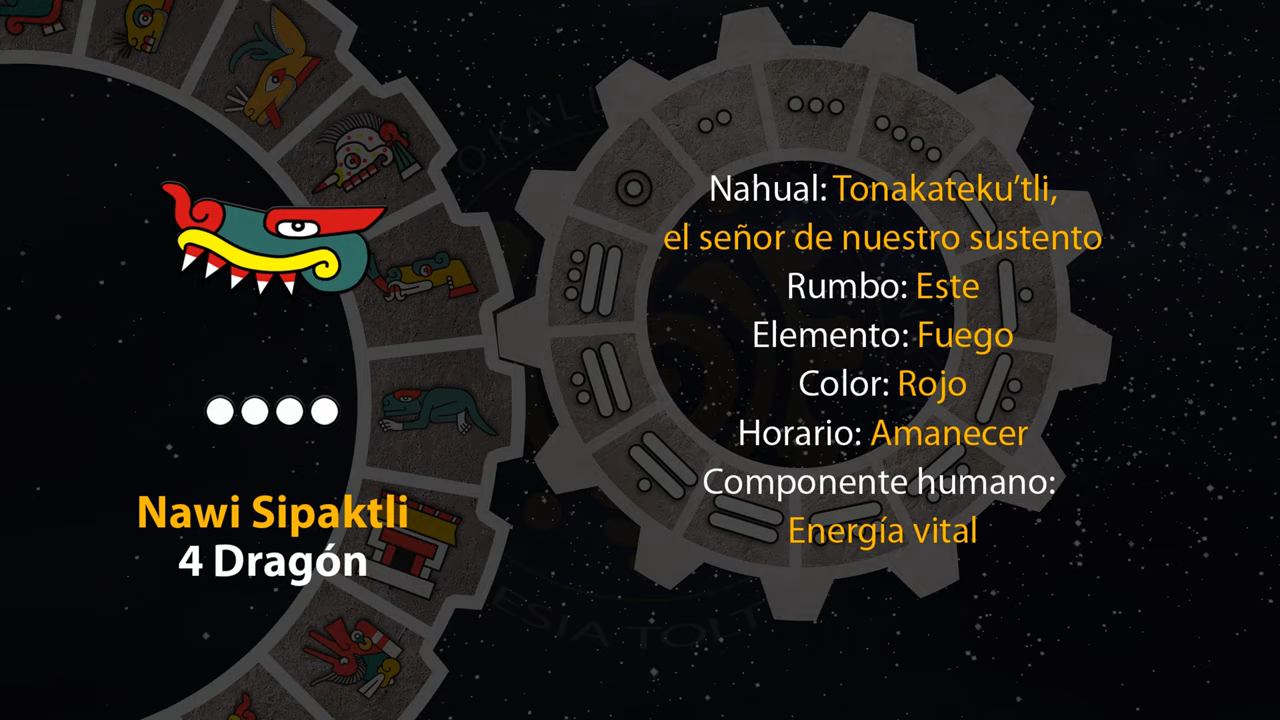 Nahual: Tonakateku’tli,
el señor de nuestro sustento
Rumbo: Este
Elemento: Fuego
Color: Rojo
Horario: Amanecer
Componente humano:
Energía vital
Nawi Sipaktli
4 Dragón